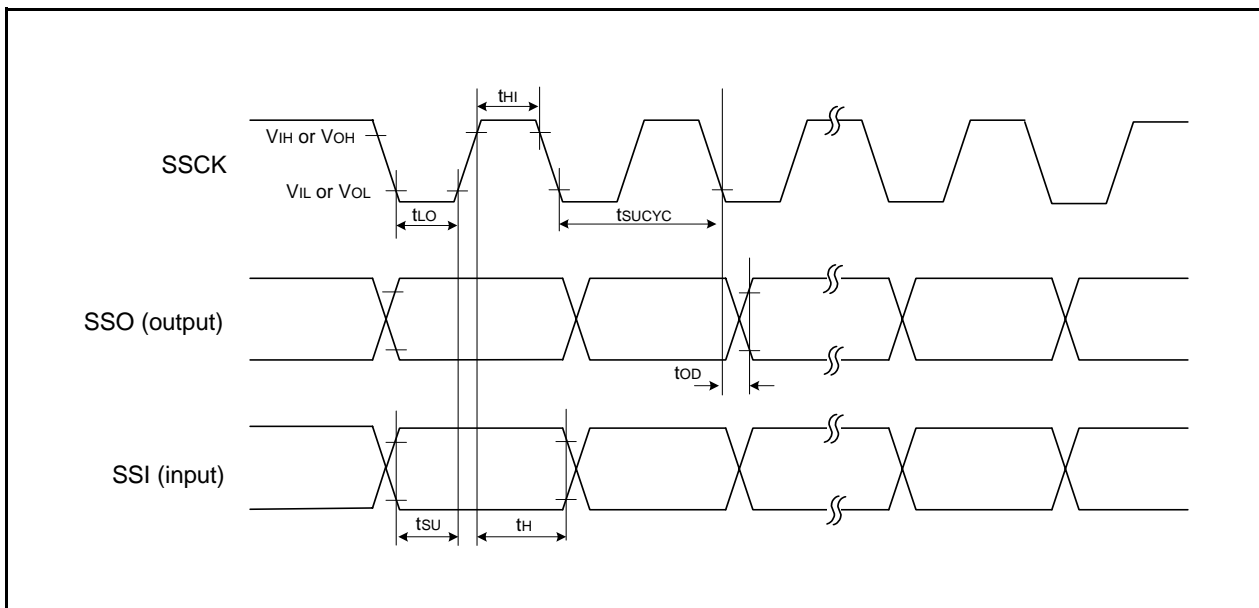 tHI
VIH or VOH
SSCK
VIL or VOL
tLO
tSUCYC
SSO (output)
tOD
SSI (input)
tSU
tH